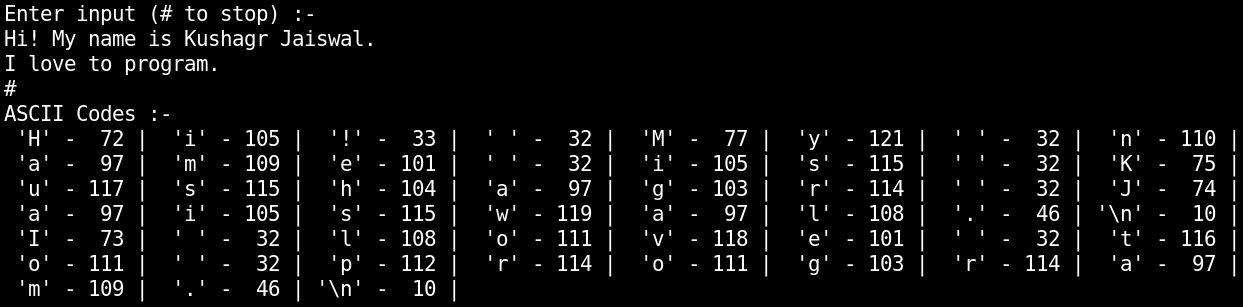 Enter input (# to stop) :-
Hi! My name is Kushagr Jaiswal.
I love to program.
#
ASCII Codes :-
 'H' -  72 |  'i' - 105 |  '!' -  33 |  ' ' -  32 |  'M' -  77 |  'y' - 121 |  ' ' -  32 |  'n' - 110 |
 'a' -  97 |  'm' - 109 |  'e' - 101 |  ' ' -  32 |  'i' - 105 |  's' - 115 |  ' ' -  32 |  'K' -  75 |
 'u' - 117 |  's' - 115 |  'h' - 104 |  'a' -  97 |  'g' - 103 |  'r' - 114 |  ' ' -  32 |  'J' -  74 |
 'a' -  97 |  'i' - 105 |  's' - 115 |  'w' - 119 |  'a' -  97 |  'l' - 108 |  '.' -  46 | '\n' -  10 |
 'I' -  73 |  ' ' -  32 |  'l' - 108 |  'o' - 111 |  'v' - 118 |  'e' - 101 |  ' ' -  32 |  't' - 116 |
 'o' - 111 |  ' ' -  32 |  'p' - 112 |  'r' - 114 |  'o' - 111 |  'g' - 103 |  'r' - 114 |  'a' -  97 |
 'm' - 109 |  '.' -  46 | '\n' -  10 |